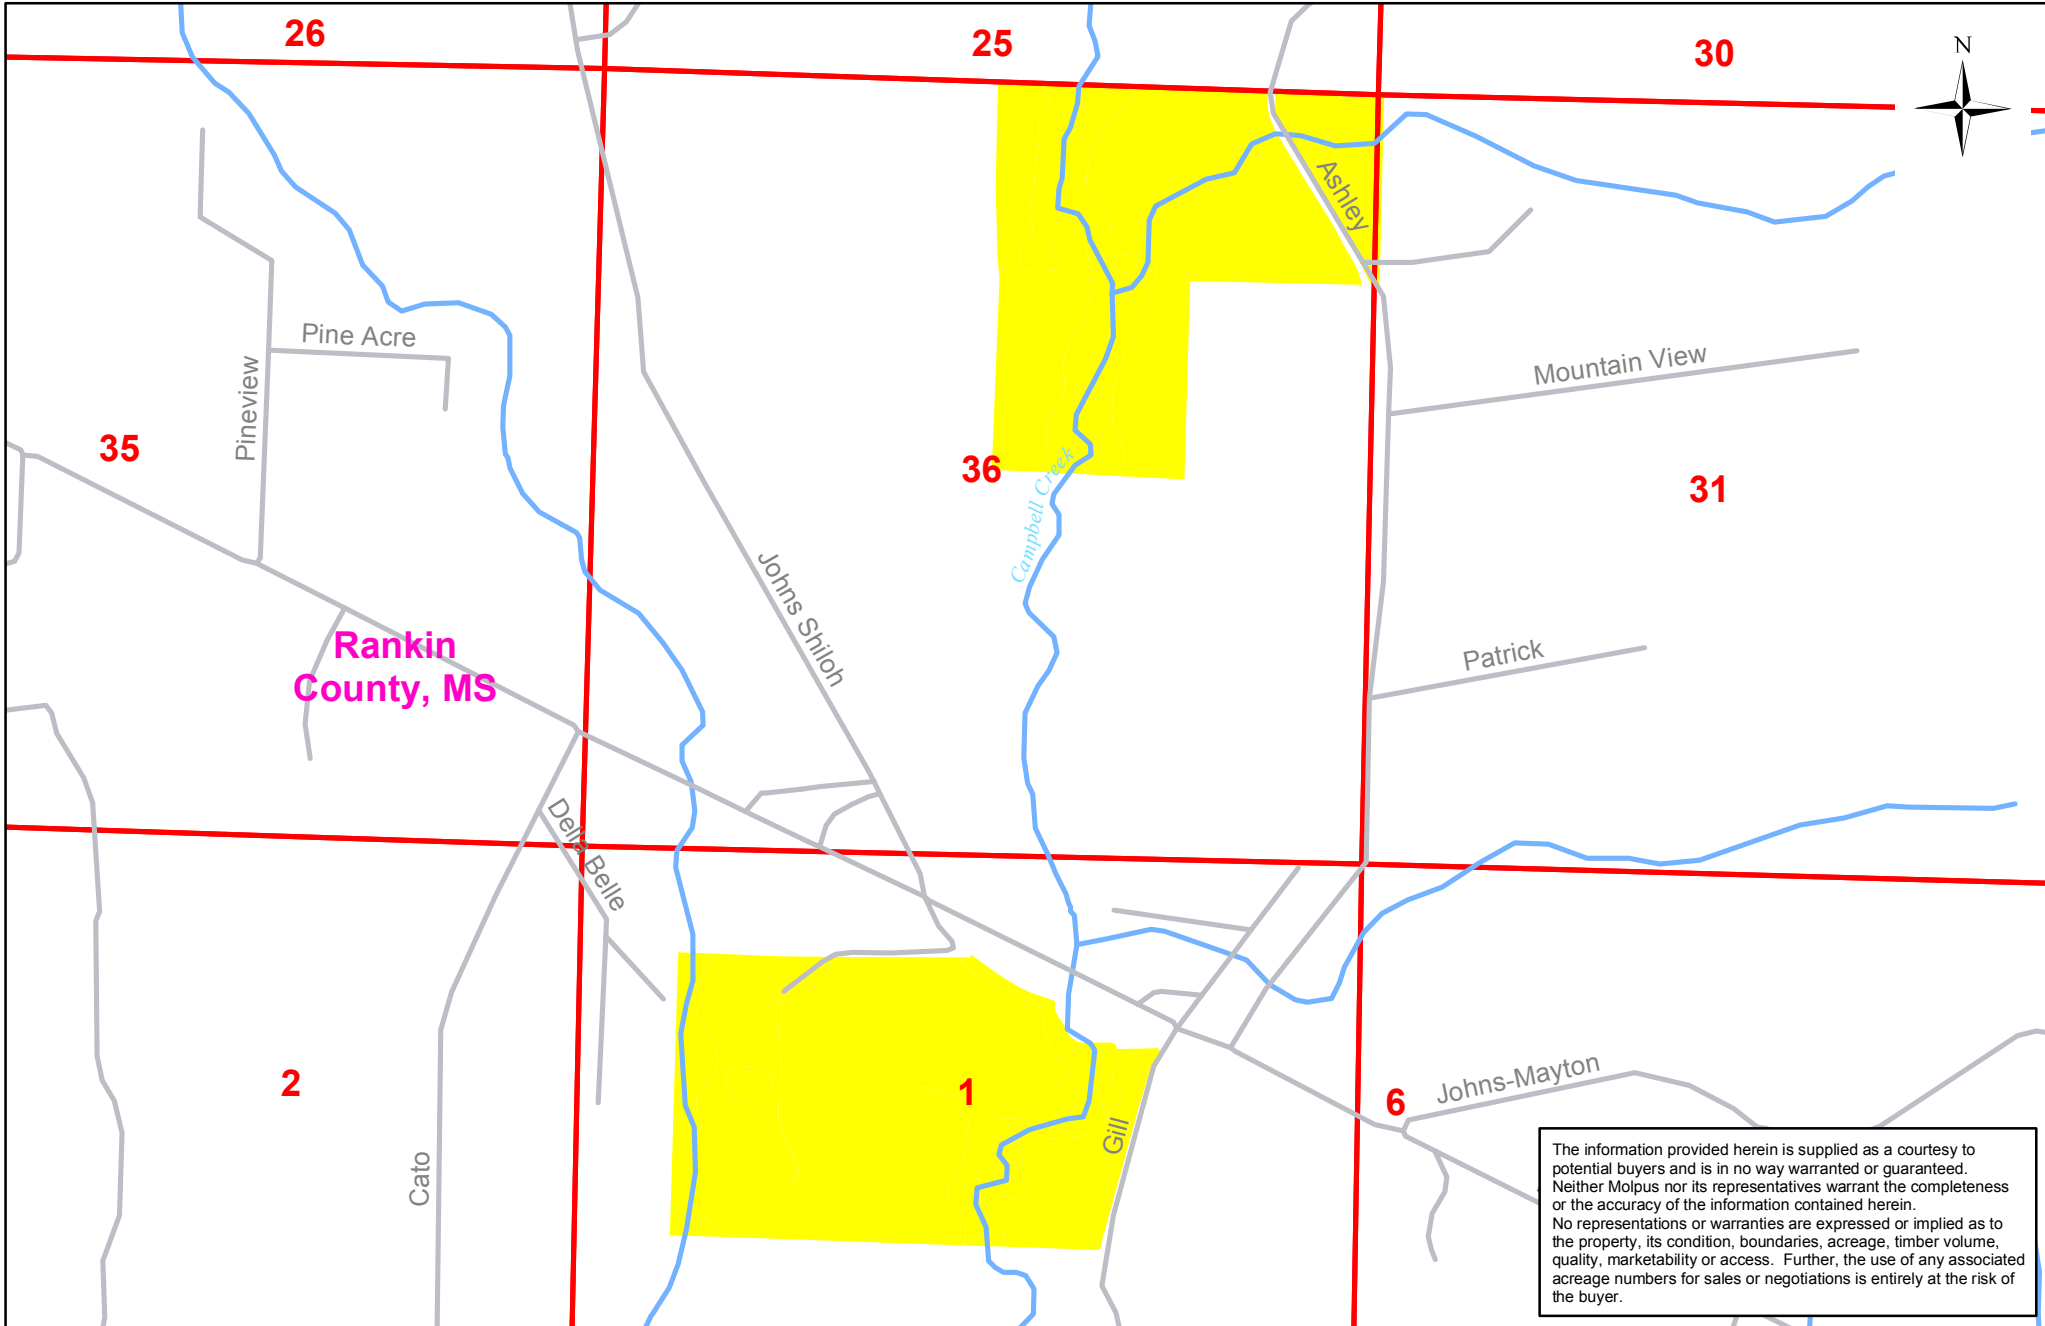 26
25
30
N
Ashley
Pine Acre
Pineview
Mountain View
35
36
31
Campbell Creek
Johns Shiloh
Rankin
County, MS
Patrick
Della Belle
2
1
6
Johns-Mayton
Gill
Cato
The information provided herein is supplied as a courtesy to
potential buyers and is in no way warranted or guaranteed.
Neither Molpus nor its representatives warrant the completeness
or the accuracy of the information contained herein.
No representations or warranties are expressed or implied as to
the property, its condition, boundaries, acreage, timber volume,
quality, marketability or access. Further, the use of any associated
acreage numbers for sales or negotiations is entirely at the risk of
the buyer.